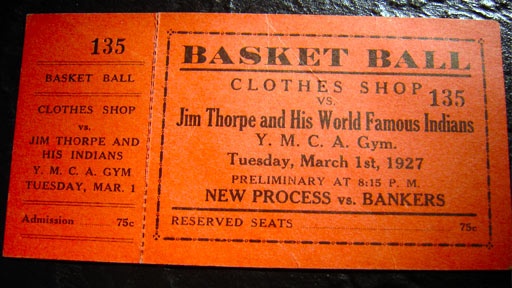 135
BASKET BALL
CLOTHES SHOP
vs.
JIM THORPE AND
HIS INDIANS
Y. M. C. A. GYM
TUESDAY, MAR. 1
Admission 75c
BASKET BALL
CLOTHES SHOP
VS.
135
Jim Thorpe and His World Famous Indians
Y. M. C. A. Gym.
Tuesday, March 1st, 1927
PRELIMINARY AT 8:15 P. M.
NEW PROCESS vs. BANKERS
RESERVED SEATS 75c